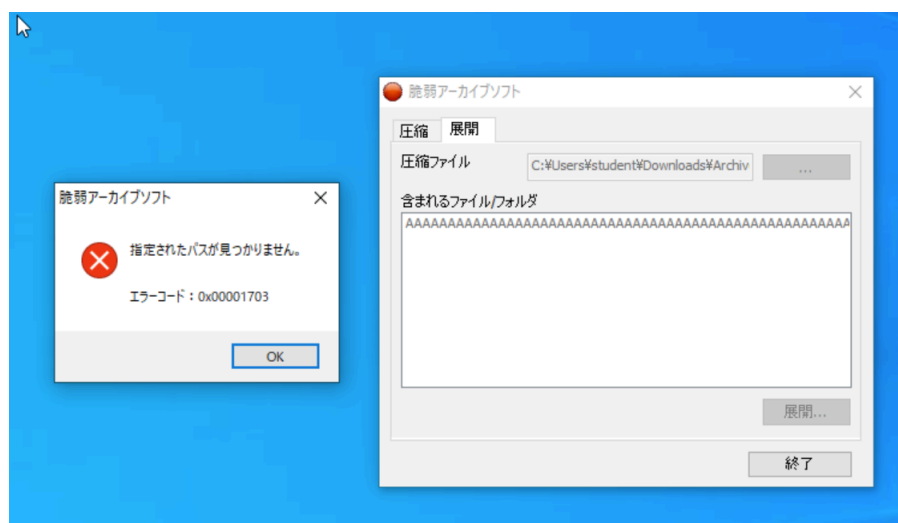 脆弱アーカイブソフト
圧縮
展開
圧縮ファイル
C:¥Users¥student¥Downloads¥Archiv
...
含まれるファイル/フォルダ
AAAAAAAAAAAAAAAAAAAAAAAAAAAAAAAAAAAAAAAAAAAAAAAAAAAAA
展開...
終了
脆弱アーカイブソフト
指定されたパスが見つかりません。
エラーコード：0x00001703
OK